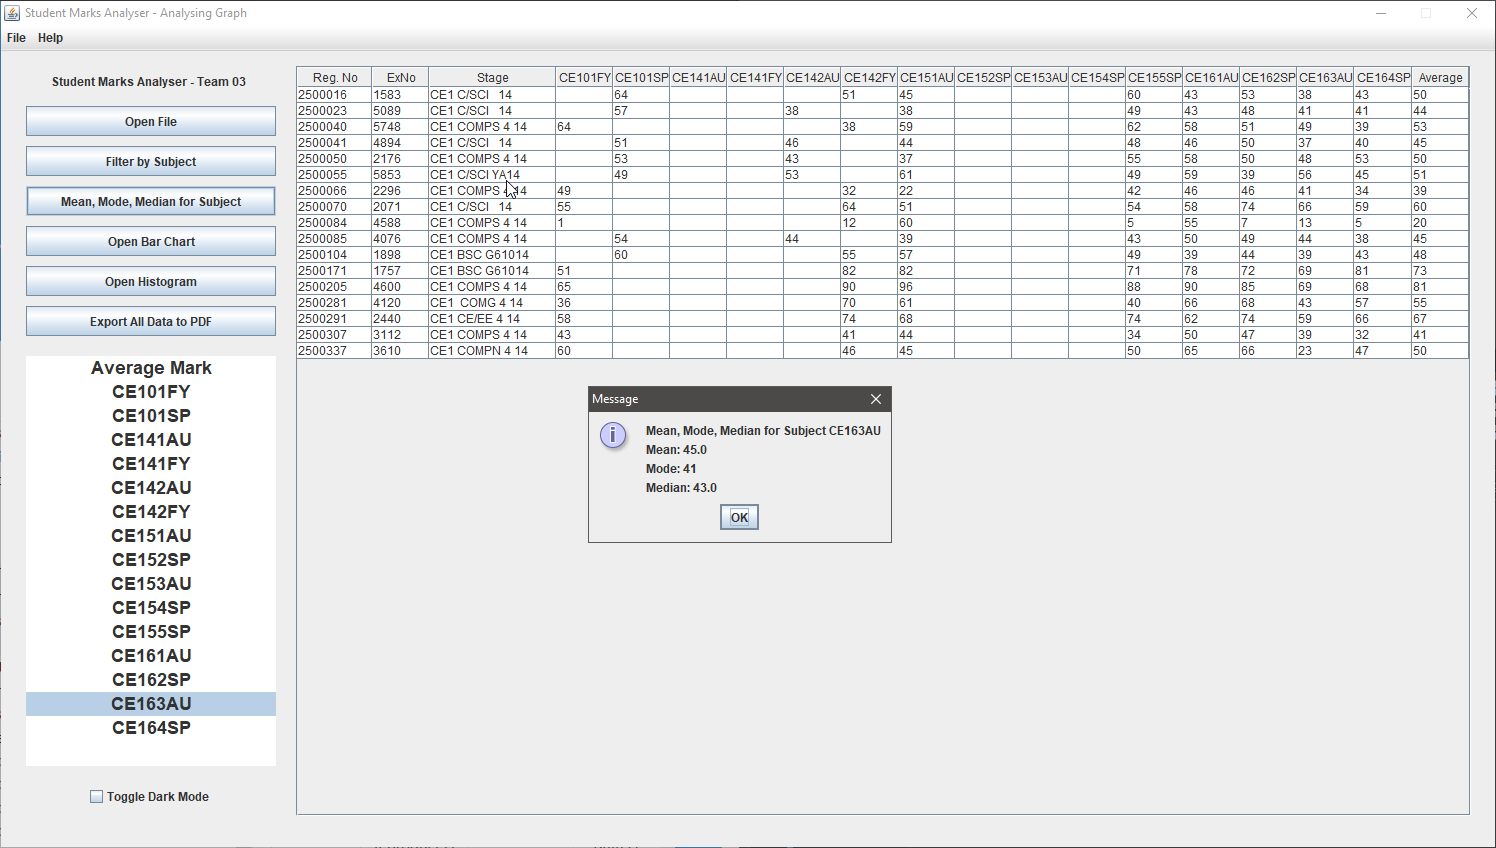 Student Marks Analyser - Analysing Graph
File Help
Student Marks Analyser - Team 03
Open File
Filter by Subject
Mean, Mode, Median for Subject
Open Bar Chart
Open Histogram
Export All Data to PDF
Average Mark
CE101FY
CE101SP
CE141AU
CE141FY
CE142AU
CE142FY
CE151AU
CE152SP
CE153AU
CE154SP
CE155SP
CE161AU
CE162SP
CE163AU
CE164SP
Toggle Dark Mode
Reg. No ExNo Stage CE101FY CE101SP CE141AU CE141FY CE142AU CE142FY CE151AU CE152SP CE153AU CE154SP CE155SP CE161AU CE162SP CE163AU CE164SP Average
2500016 1583 CE1 C/SCI 14 64 51 45 60 43 53 38 43 50
2500023 5089 CE1 C/SCI 14 57 38 38 49 43 48 41 41 44
2500040 5748 CE1 COMPS 4 14 64 38 59 62 58 51 49 39 53
2500041 4894 CE1 C/SCI 14 51 46 44 48 46 50 37 40 45
2500050 2176 CE1 COMPS 4 14 53 43 37 55 58 50 48 53 50
2500055 5853 CE1 C/SCI YA14 49 53 61 49 59 39 56 45 51
2500066 2296 CE1 COMPS 4 14 49 32 22 42 46 46 41 34 39
2500070 2071 CE1 C/SCI 14 55 64 51 54 58 74 66 59 60
2500084 4588 CE1 COMPS 4 14 1 12 60 5 55 7 13 5 20
2500085 4076 CE1 COMPS 4 14 54 44 39 43 50 49 44 38 45
2500104 1898 CE1 BSC G61014 60 55 57 49 39 44 39 43 48
2500171 1757 CE1 BSC G61014 51 82 82 71 78 72 69 81 73
2500205 4600 CE1 COMPS 4 14 65 90 96 88 90 85 69 68 81
2500281 4120 CE1 COMG 4 14 36 70 61 40 66 68 43 57 55
2500291 2440 CE1 CE/EE 4 14 58 74 68 74 62 74 59 66 67
2500307 3112 CE1 COMPS 4 14 43 41 44 34 50 47 39 32 41
2500337 3610 CE1 COMPN 4 14 60 46 45 50 65 66 23 47 50
Message
Mean, Mode, Median for Subject CE163AU
Mean: 45.0
Mode: 41
Median: 43.0
OK